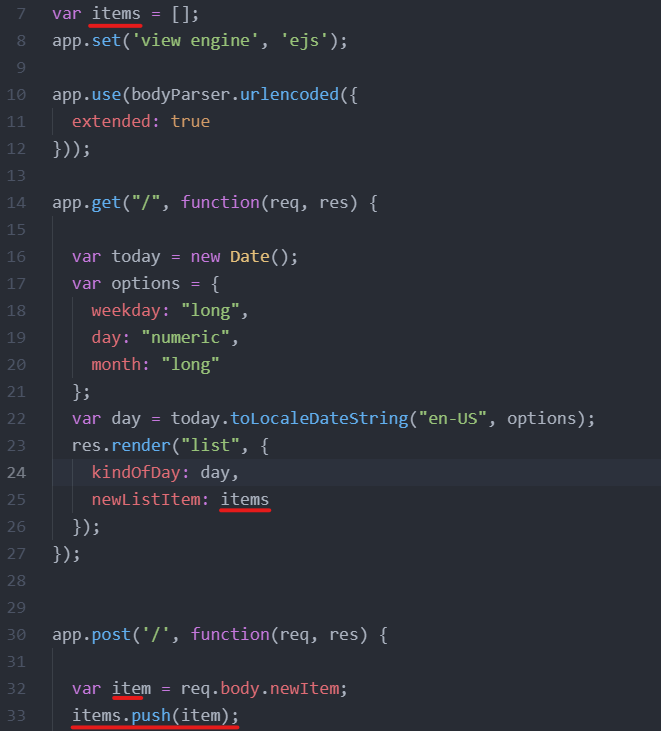 7 var items = [];
8 app.set('view engine', 'ejs');
9
10 app.use(bodyParser.urlencoded({
11   extended: true
12 }));
13
14 app.get("/", function(req, res) {
15
16   var today = new Date();
17   var options = {
18     weekday: "long",
19     day: "numeric",
20     month: "long"
21   };
22   var day = today.toLocaleDateString("en-US", options);
23   res.render("list", {
24     kindOfDay: day,
25     newListItem: items
26   });
27 });
28
29
30 app.post('/', function(req, res) {
31
32   var item = req.body.newItem;
33   items.push(item);